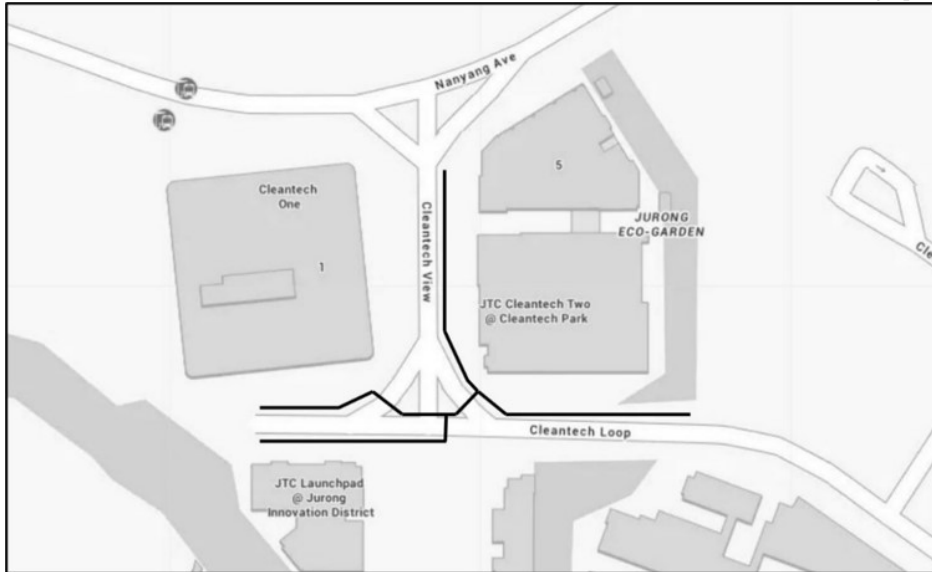 Nanyang Ave
5
Cleantech
One
Cleantech View
JURONG
ECO-GARDEN
1
Cle
JTC Cleantech Two
@ Cleantech Park
Cleantech Loop
JTC Launchpad
@ Jurong
Innovation District